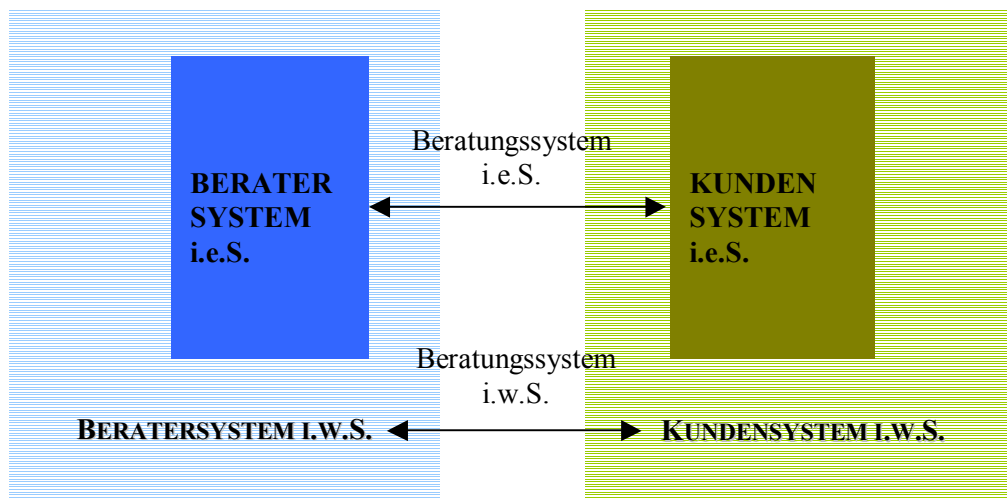 Beratungssystem
i.e.S.
BERATER
SYSTEM
i.e.S.
KUNDEN
SYSTEM
i.e.S.
Beratungssystem
i.w.S.
BERATERSYSTEM I.W.S.
KUNDENSYSTEM I.W.S.